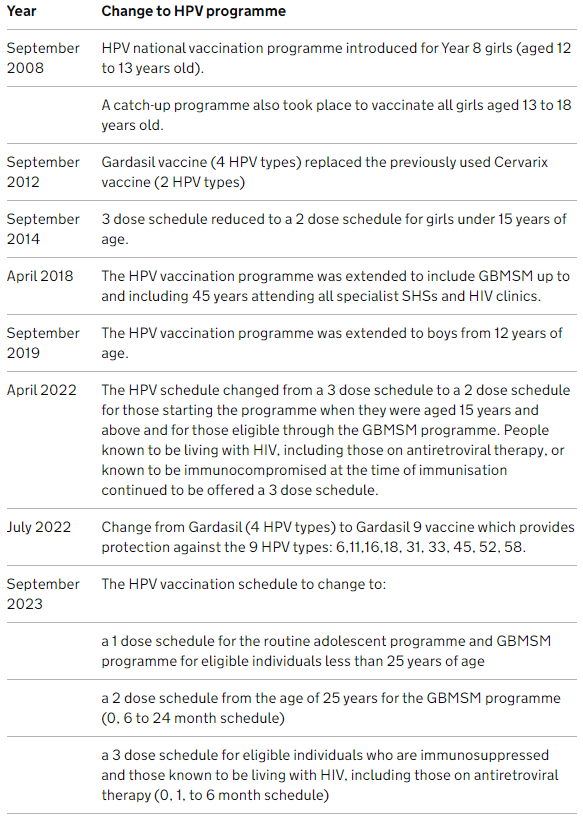 Year Change to HPV programme
September 2008 HPV national vaccination programme introduced for Year 8 girls (aged 12
to 13 years old).
A catch-up programme also took place to vaccinate all girls aged 13 to 18
years old.
September 2012 Gardasil vaccine (4 HPV types) replaced the previously used Cervarix
vaccine (2 HPV types)
September 2014 3 dose schedule reduced to a 2 dose schedule for girls under 15 years of
age.
April 2018 The HPV vaccination programme was extended to include GBMSM up to
and including 45 years attending all specialist SHSs and HIV clinics.
September 2019 The HPV vaccination programme was extended to boys from 12 years of
age.
April 2022 The HPV schedule changed from a 3 dose schedule to a 2 dose schedule
for those starting the programme when they were aged 15 years and
above and for those eligible through the GBMSM programme. People
known to be living with HIV, including those on antiretroviral therapy, or
known to be immunocompromised at the time of immunisation
continued to be offered a 3 dose schedule.
July 2022 Change from Gardasil (4 HPV types) to Gardasil 9 vaccine which provides
protection against the 9 HPV types: 6,11,16,18, 31, 33, 45, 52, 58.
September 2023 The HPV vaccination schedule to change to:
a 1 dose schedule for the routine adolescent programme and GBMSM
programme for eligible individuals less than 25 years of age
a 2 dose schedule from the age of 25 years for the GBMSM programme
(0, 6 to 24 month schedule)
a 3 dose schedule for eligible individuals who are immunosuppressed
and those known to be living with HIV, including those on antiretroviral
therapy (0, 1, to 6 month schedule)